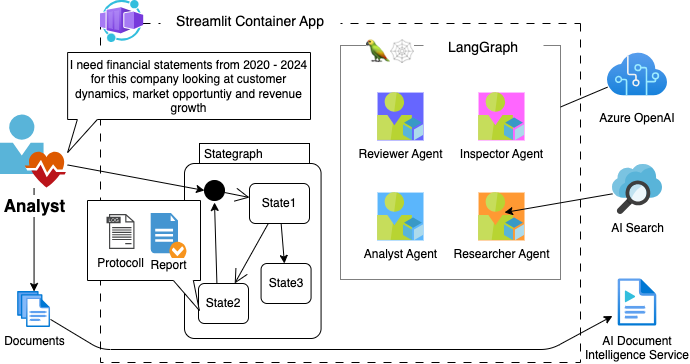 Streamlit Container App
I need financial statements from 2020 - 2024
for this company looking at customer
dynamics, market opportuntiy and revenue
growth
LangGraph
Azure OpenAI
Reviewer Agent
Inspector Agent
Stategraph
Analyst
State1
LOG
Protocoll
Report
State3
State2
Analyst Agent
Researcher Agent
AI Search
Documents
AI Document
Intelligence Service